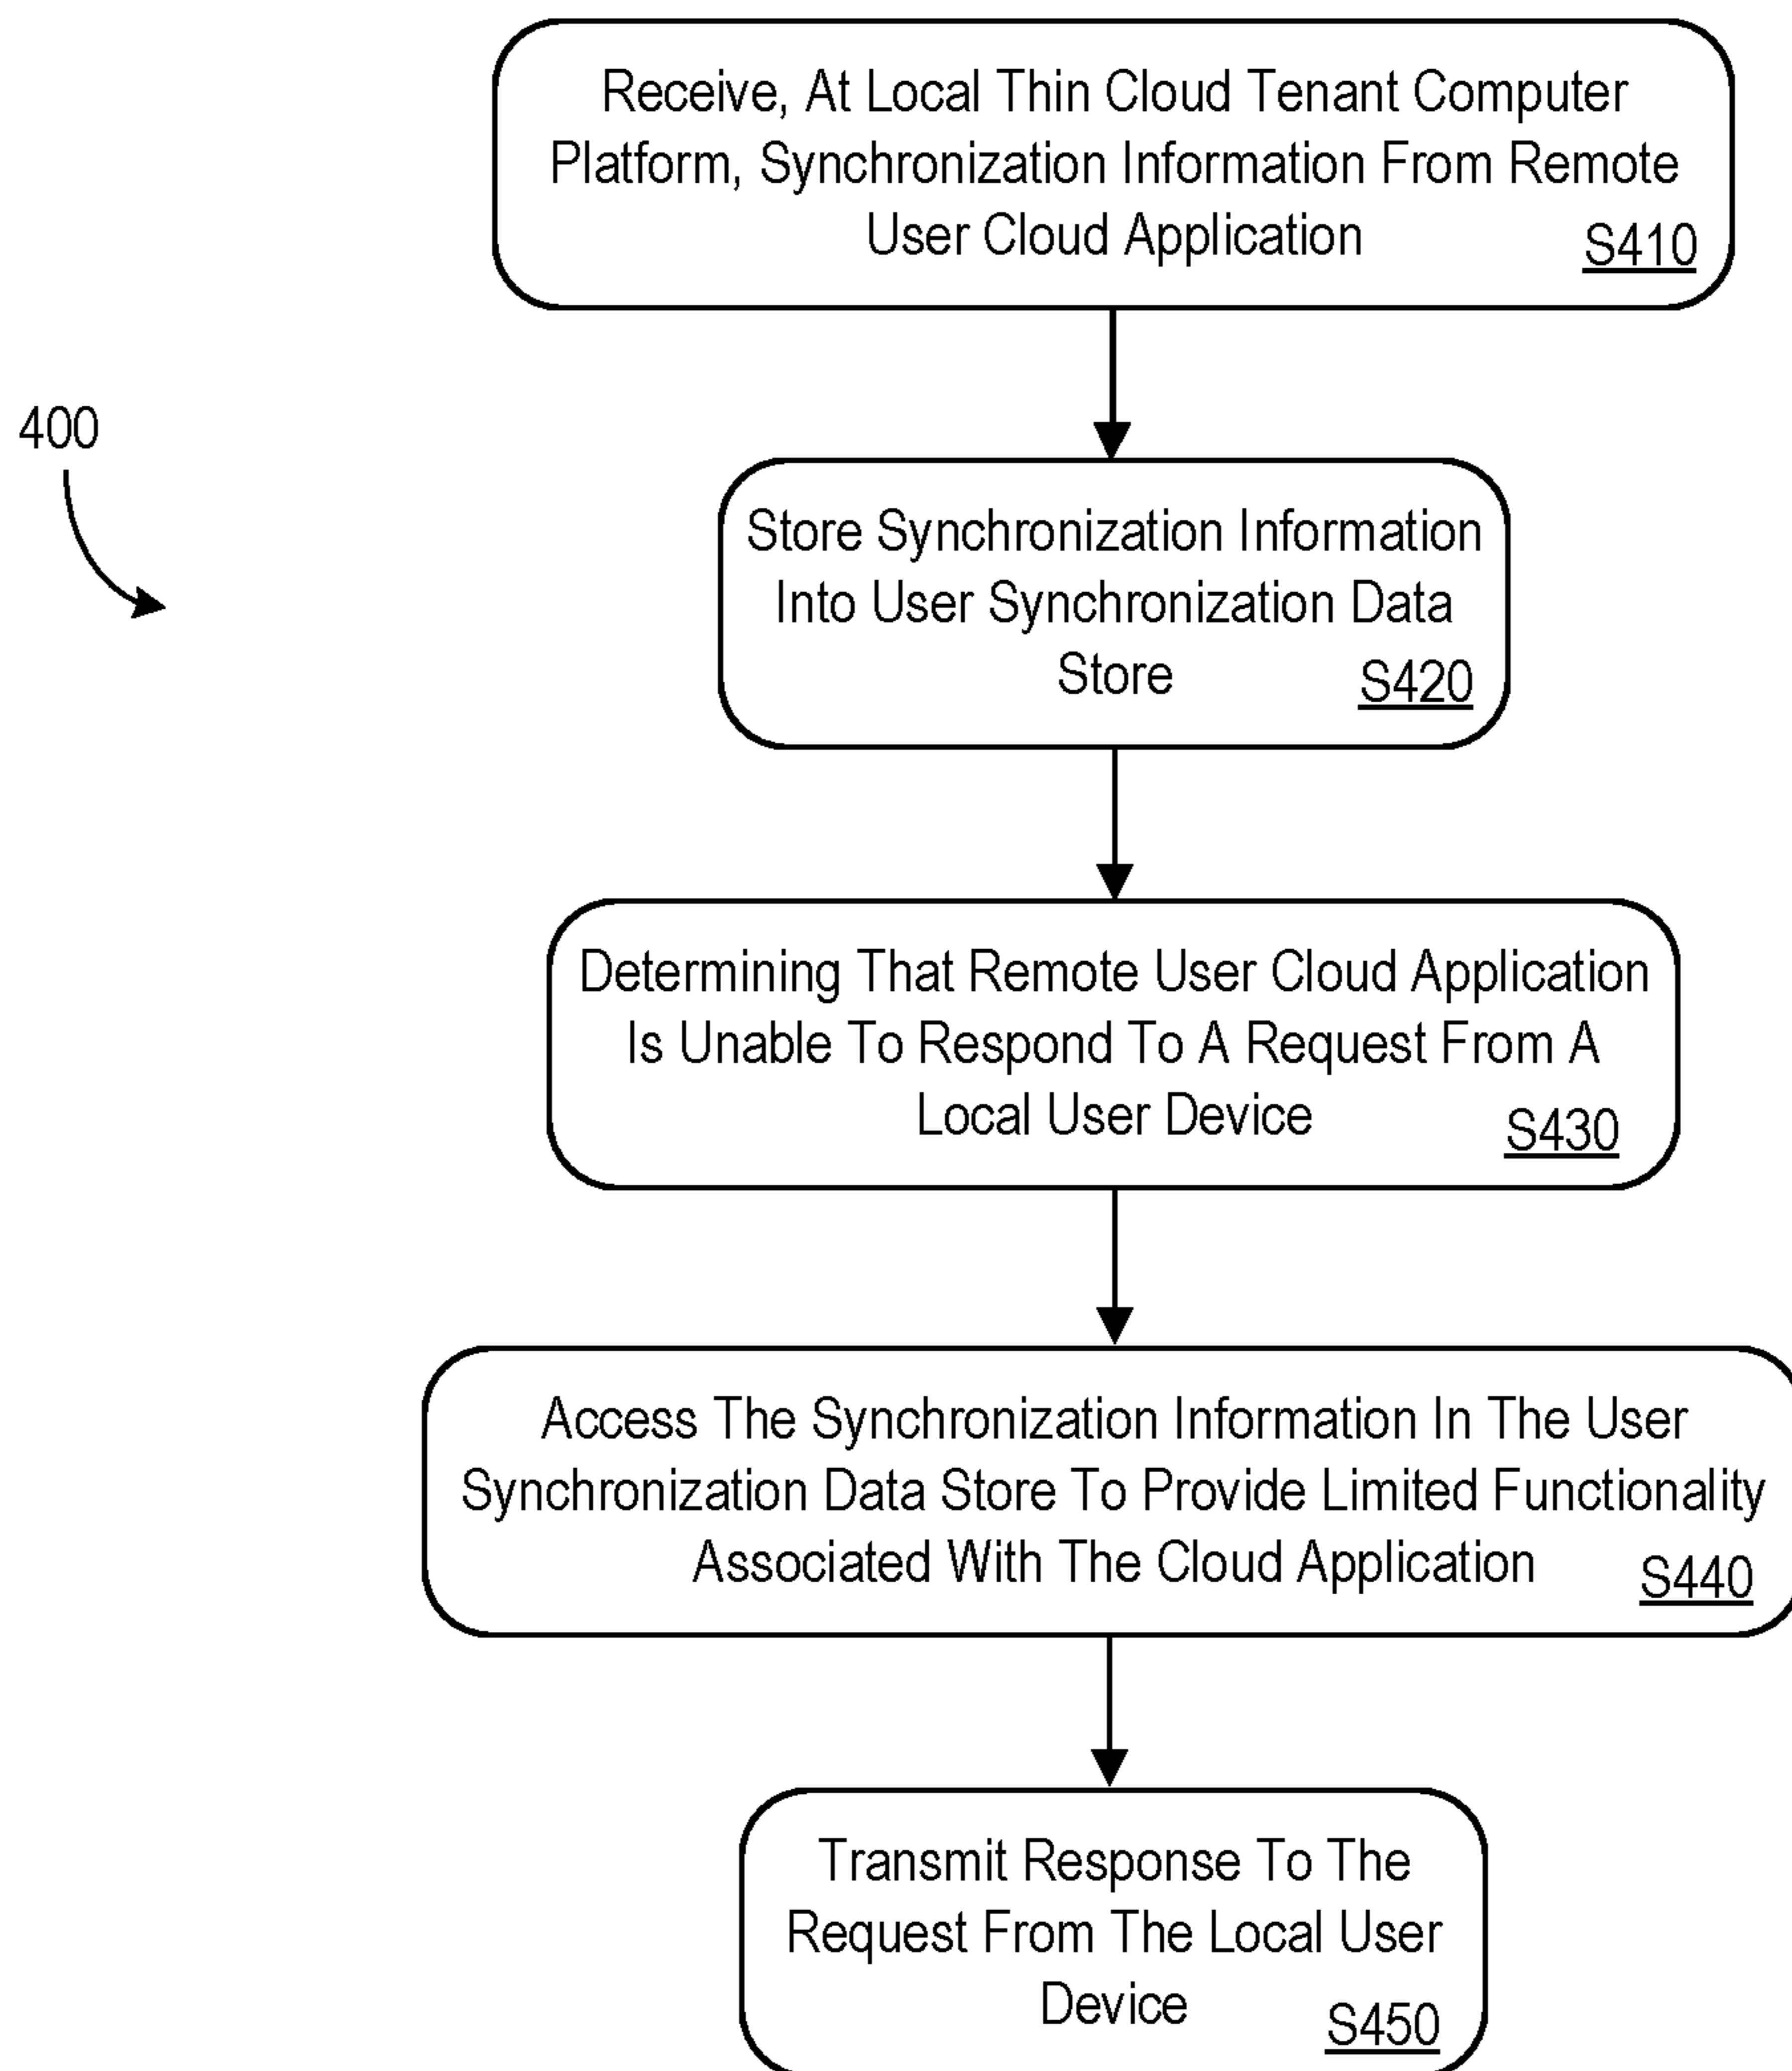 Receive, At Local Thin Cloud Tenant Computer
Platform, Synchronization Information From Remote
User Cloud Application
S410
400
Store Synchronization Information
Into User Synchronization Data
Store
S420
Determining That Remote User Cloud Application
Is Unable To Respond To A Request From A
Local User Device
S430
Access The Synchronization Information In The User
Synchronization Data Store To Provide Limited Functionality
Associated With The Cloud Application
S440
Transmit Response To The
Request From The Local User
Device
S450